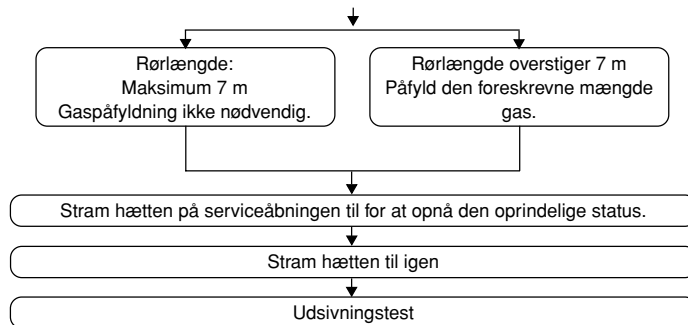 Rørlængde:
Maksimum 7 m
Gaspåfyldning ikke nødvendig.
Rørlængde overstiger 7 m
Påfyld den foreskrevne mængde
gas.
Stram hætten på serviceåbningen til for at opnå den oprindelige status.
Stram hætten til igen
Udsivningstest